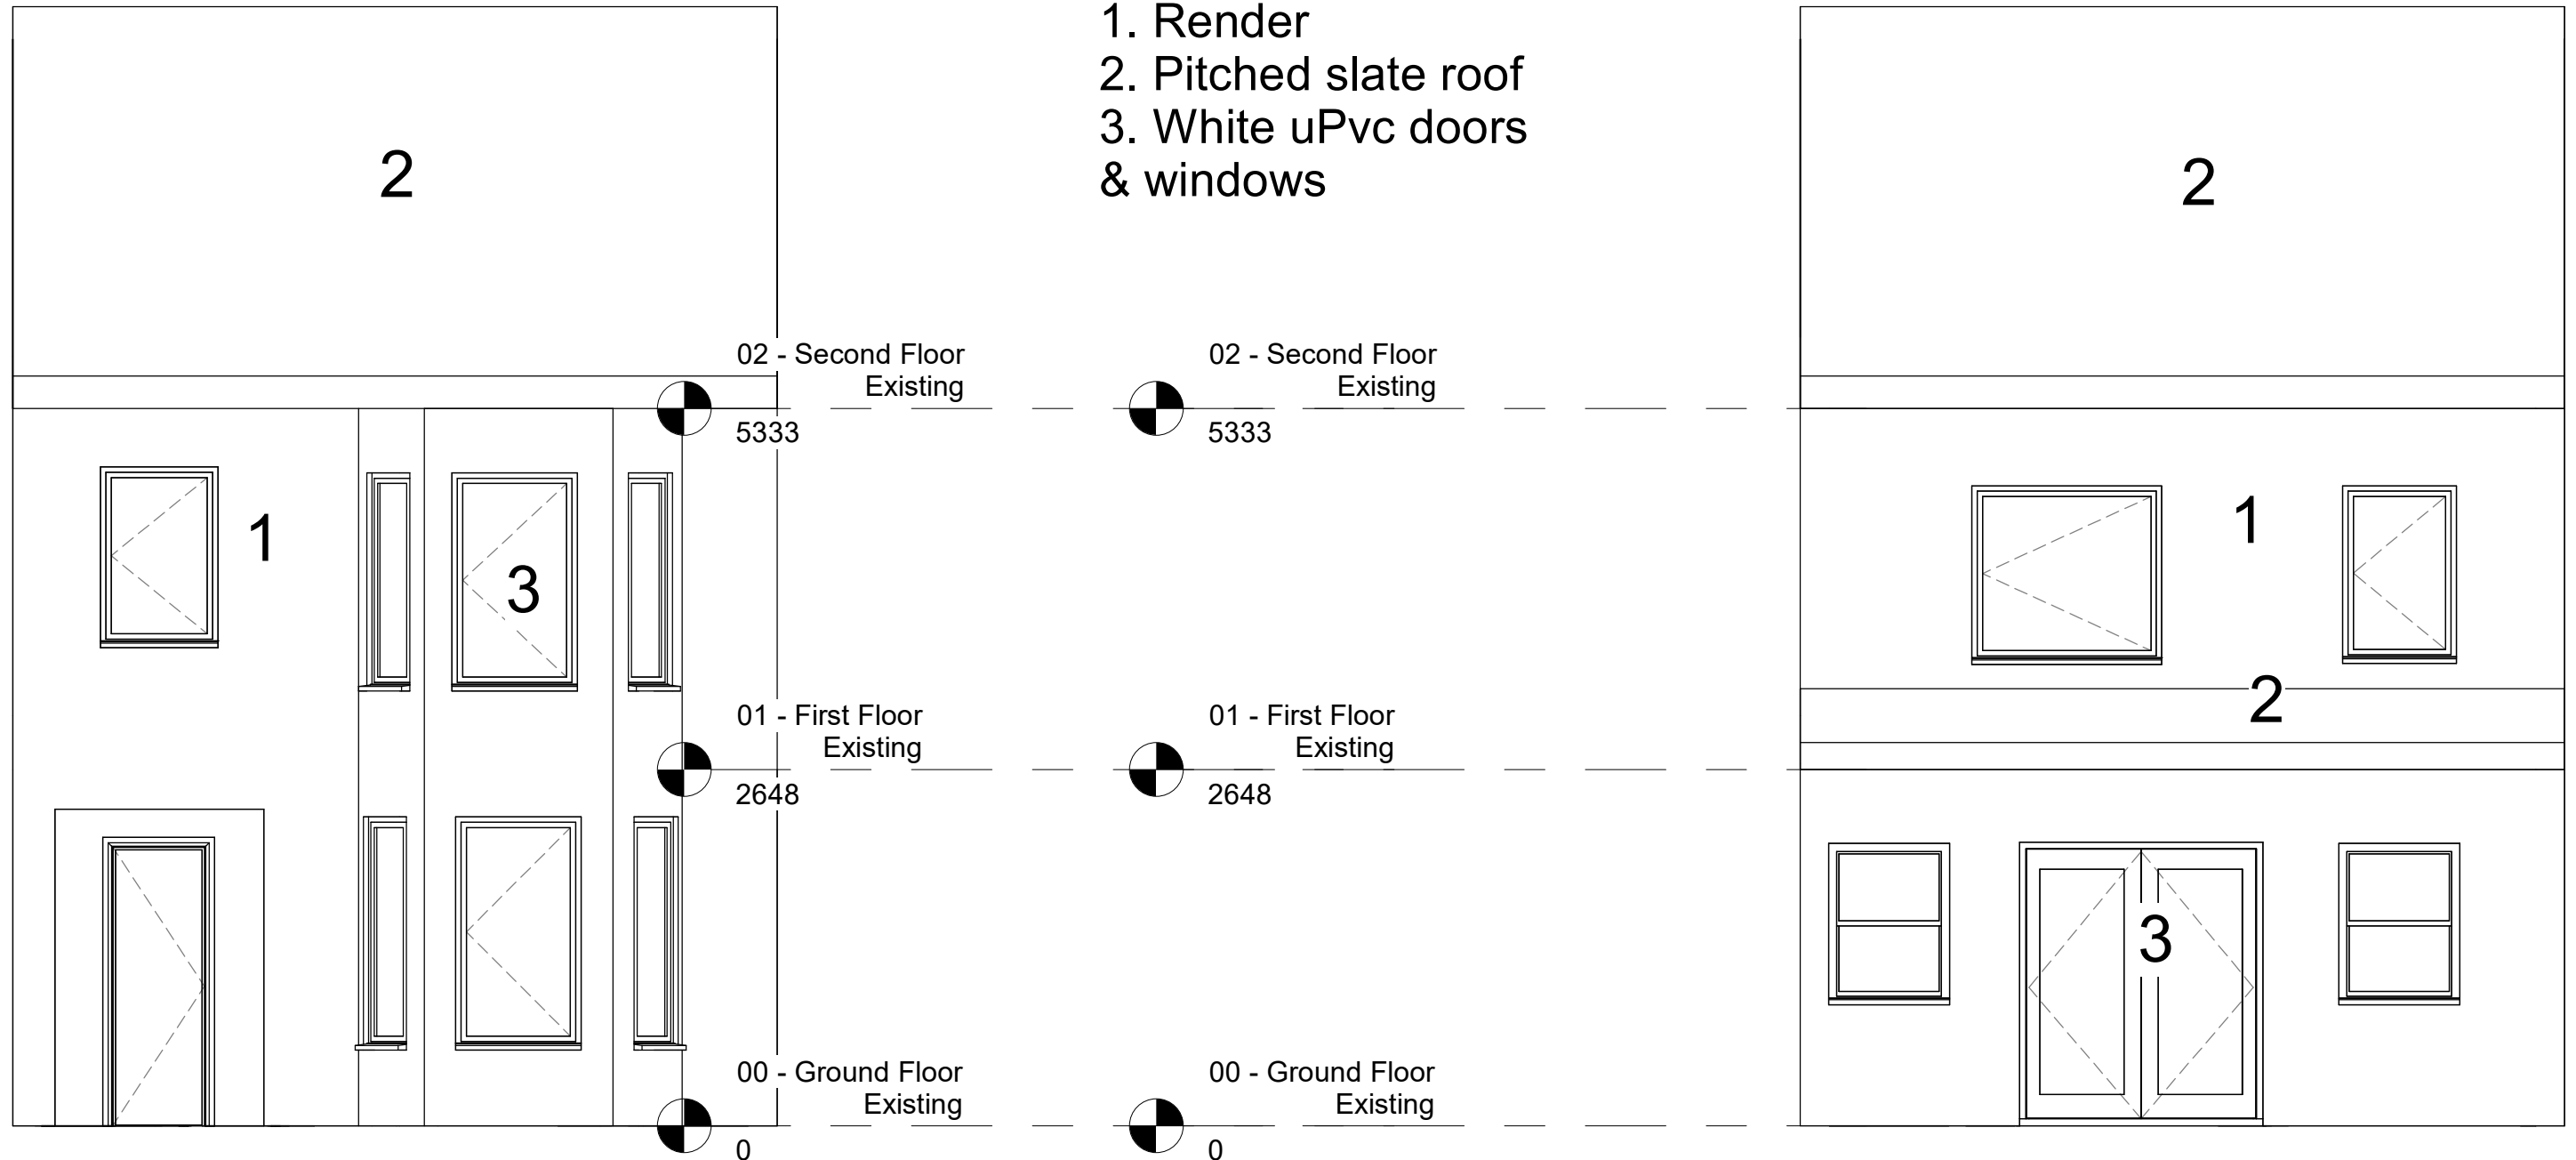 1. Render
2. Pitched slate roof
3. White uPvc doors
& windows
2
2
02 - Second Floor
Existing
5333
02 - Second Floor
Existing
5333
1
3
1
2
01 - First Floor
Existing
2648
01 - First Floor
Existing
2648
3
00 - Ground Floor
Existing
0
00 - Ground Floor
Existing
0